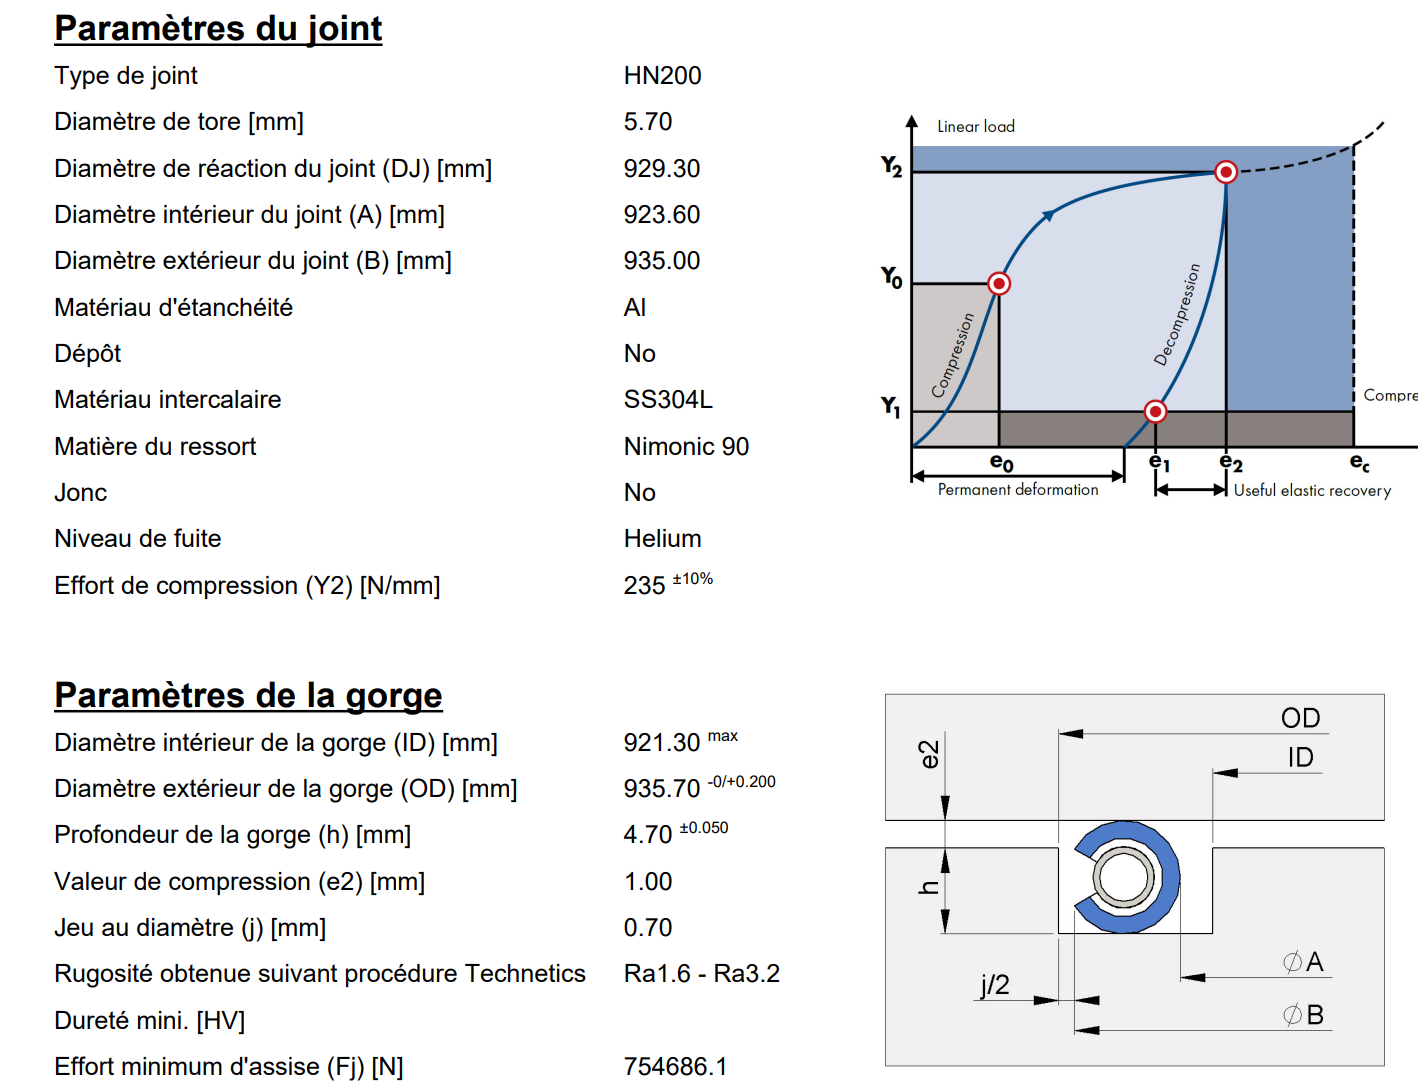 Paramètres du joint
Type de joint HN200
Diamètre de tore [mm] 5.70
Diamètre de réaction du joint (DJ) [mm] 929.30
Diamètre intérieur du joint (A) [mm] 923.60
Diamètre extérieur du joint (B) [mm] 935.00
Matériau d'étanchéité Al
Dépôt No
Matériau intercalaire SS304L
Matière du ressort Nimonic 90
Jonc No
Niveau de fuite Helium
Effort de compression (Y2) [N/mm] 235 ±10%
Linear load
Y2
Y0
Y1
Compression
Decompression
Compre
e0 e1 e2 ec
Permanent deformation
Useful elastic recovery
Paramètres de la gorge
Diamètre intérieur de la gorge (ID) [mm] 921.30 max
Diamètre extérieur de la gorge (OD) [mm] 935.70 -0/+0.200
Profondeur de la gorge (h) [mm] 4.70 ±0.050
Valeur de compression (e2) [mm] 1.00
Jeu au diamètre (j) [mm] 0.70
Rugosité obtenue suivant procédure Technetics Ra1.6 - Ra3.2
Dureté mini. [HV]
Effort minimum d'assise (Fj) [N] 754686.1
OD
ID
e2
h
j/2
∅A
∅B